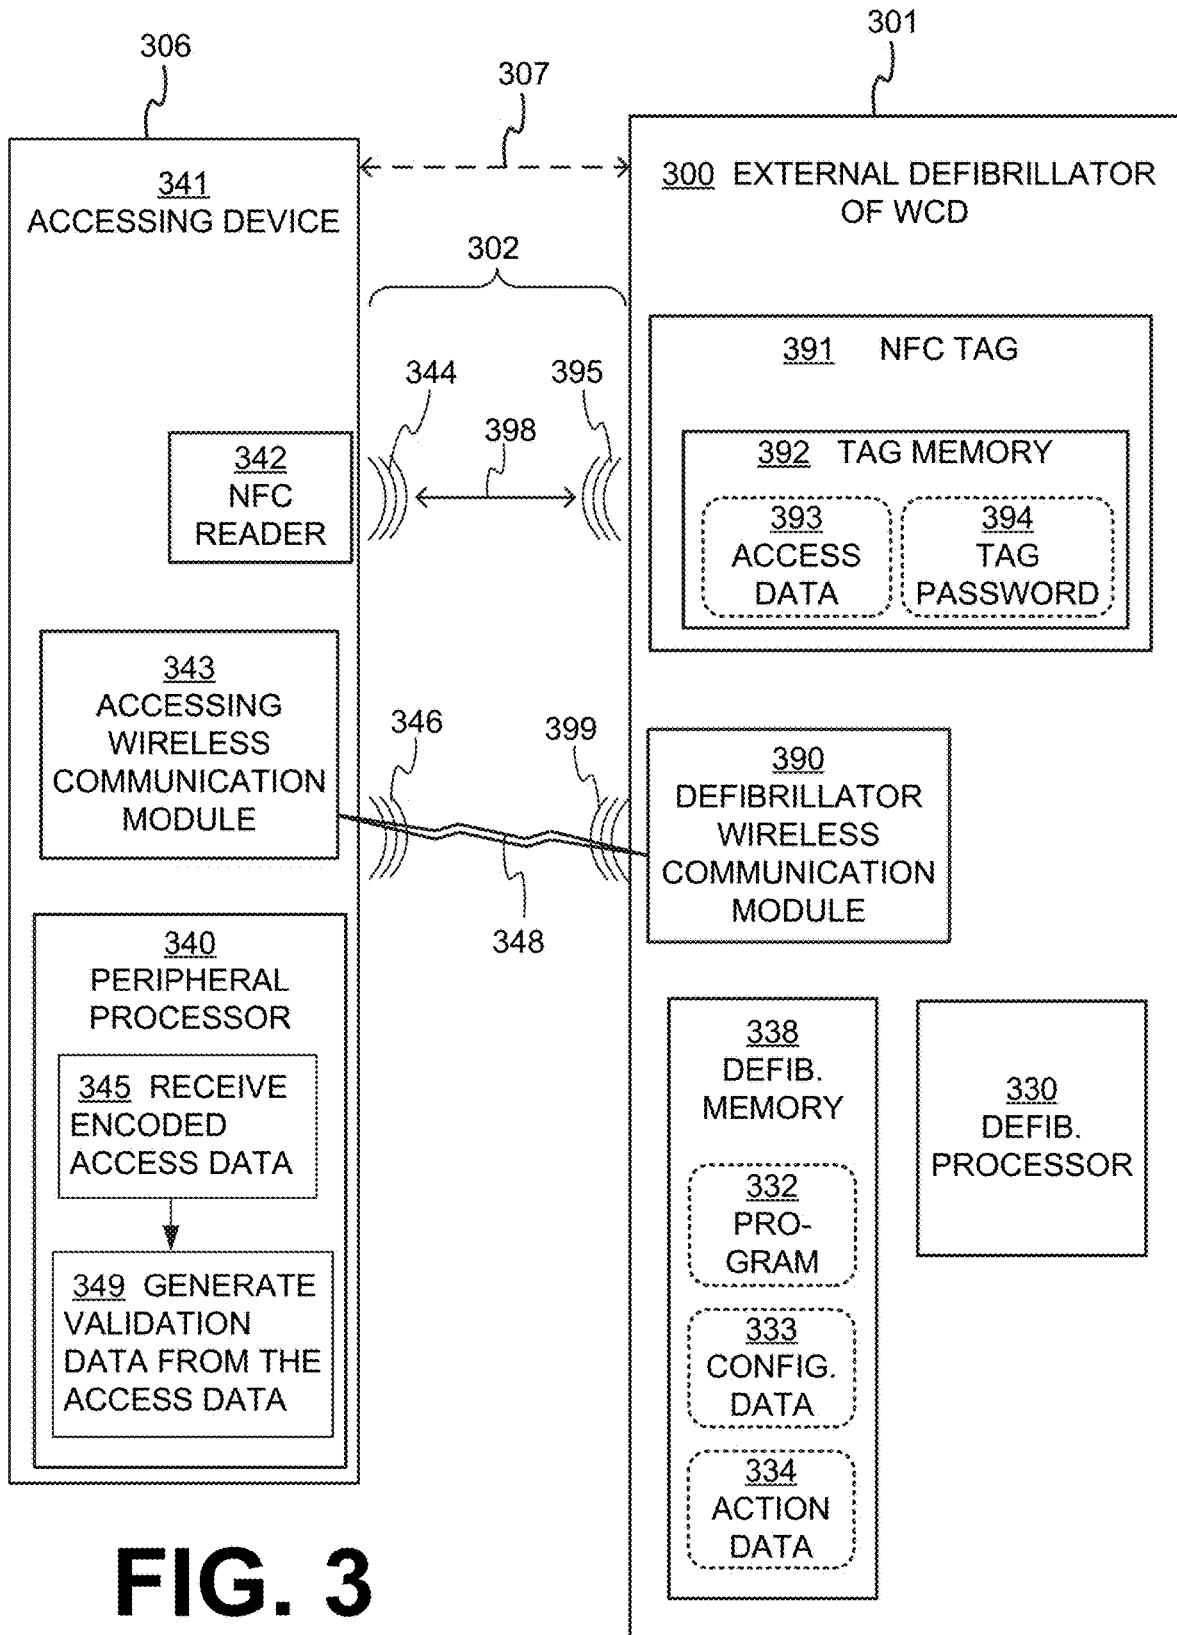 306
307
301
341
ACCESSING DEVICE
300 EXTERNAL DEFIBRILLATOR
OF WCD
302
391 NFC TAG
344
395
398
392 TAG MEMORY
342
NFC
READER
393
ACCESS
DATA
394
TAG
PASSWORD
343
ACCESSING
WIRELESS
COMMUNICATION
MODULE
346
399
390
DEFIBRILLATOR
WIRELESS
COMMUNICATION
MODULE
348
340
PERIPHERAL
PROCESSOR
345 RECEIVE
ENCODED
ACCESS DATA
349 GENERATE
VALIDATION
DATA FROM THE
ACCESS DATA
338
DEFIB.
MEMORY
332
PRO-
GRAM
333
CONFIG.
DATA
334
ACTION
DATA
330
DEFIB.
PROCESSOR
FIG. 3